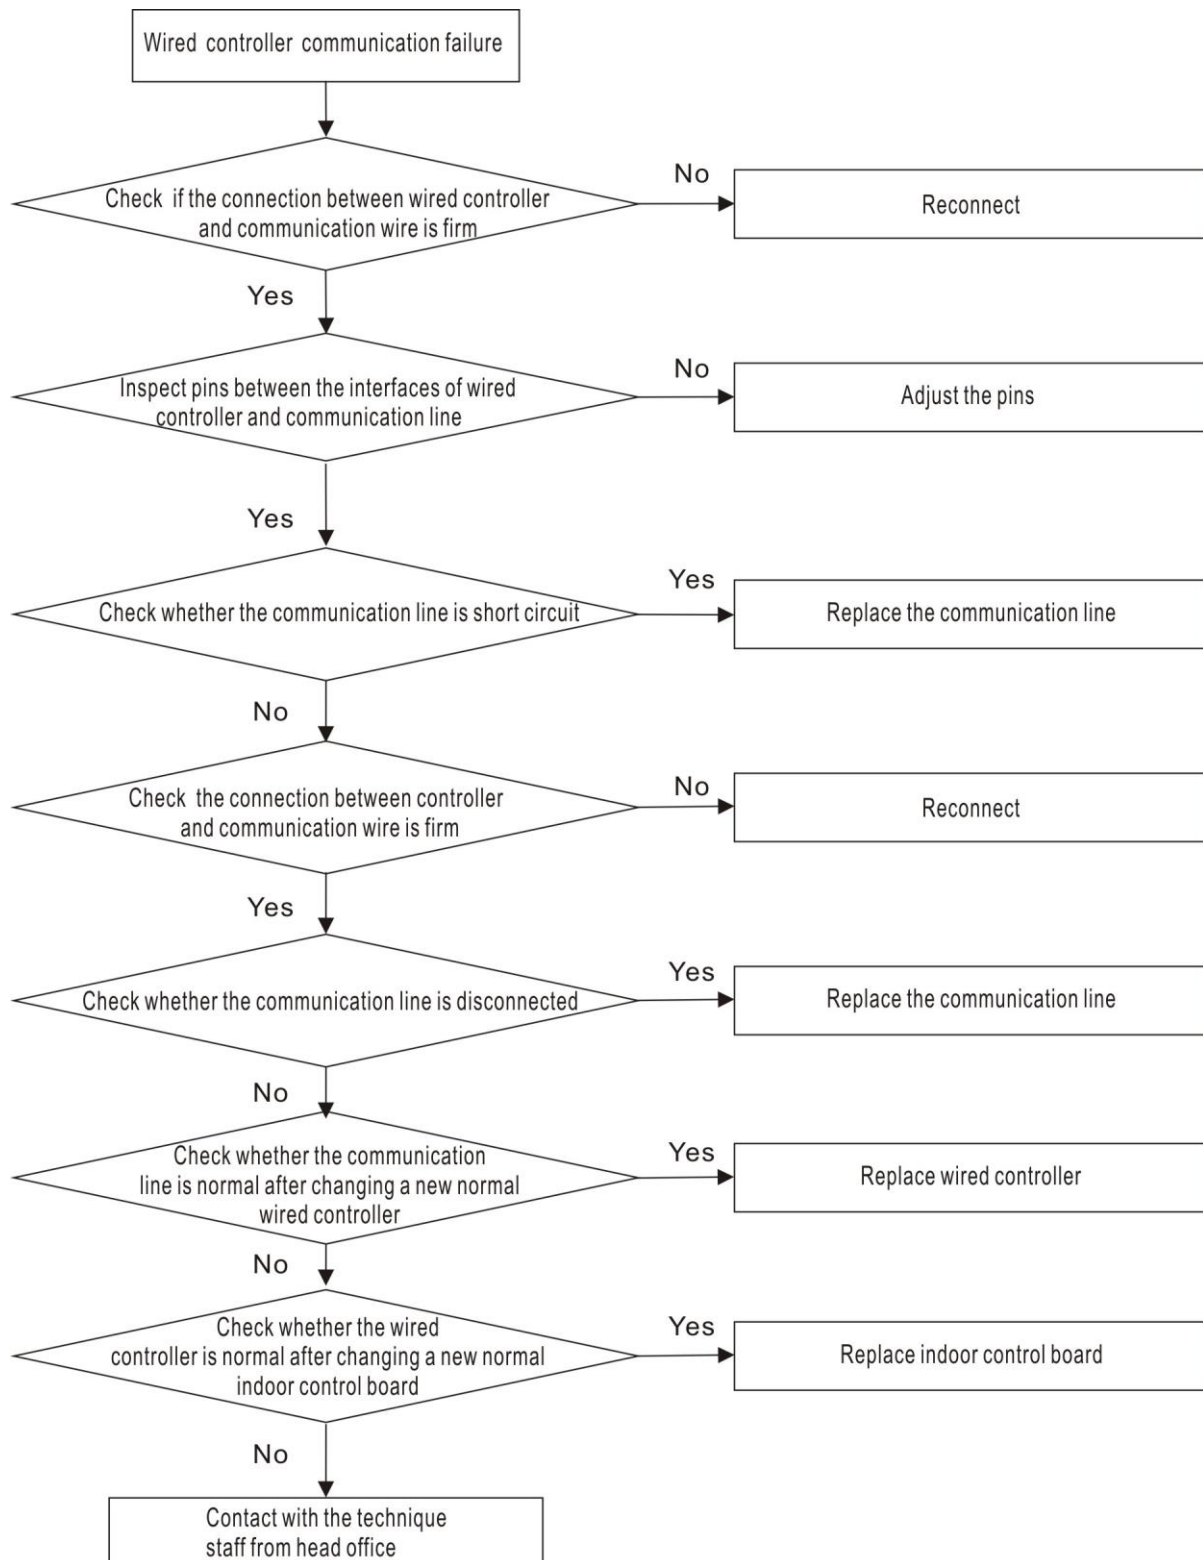 Wired controller communication failure
No
Check if the connection between wired controller
and communication wire is firm
Reconnect
Yes
No
Inspect pins between the interfaces of wired
controller and communication line
Adjust the pins
Yes
Yes
Check whether the communication line is short circuit
Replace the communication line
No
No
Check the connection between controller
and communication wire is firm
Reconnect
Yes
Yes
Check whether the communication line is disconnected
Replace the communication line
No
Yes
Check whether the communication
line is normal after changing a new normal
wired controller
Replace wired controller
No
Yes
Check whether the wired
controller is normal after changing a new normal
indoor control board
Replace indoor control board
No
Contact with the technique
staff from head office